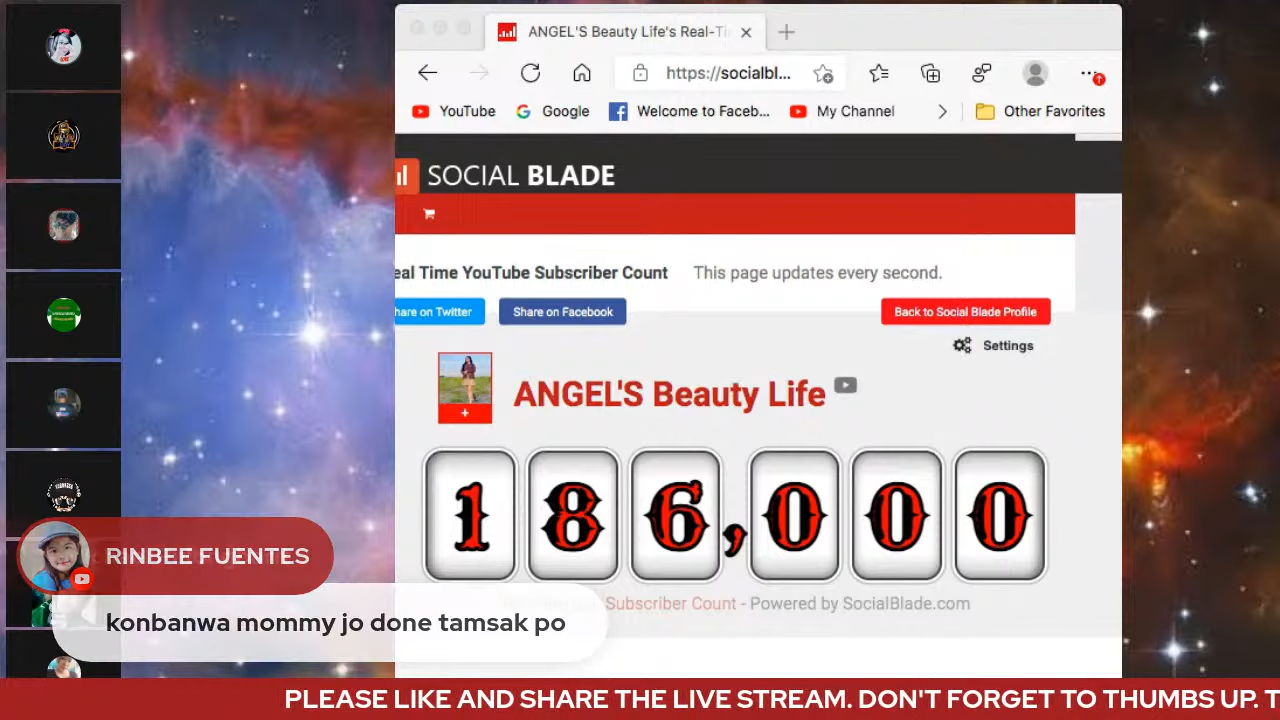 ANGEL'S Beauty Life's Real-Ti
https://socialbl...
YouTube
Google
Welcome to Faceb...
My Channel
Other Favorites
SOCIAL BLADE
eal Time YouTube Subscriber Count
This page updates every second.
hare on Twitter
Share on Facebook
Back to Social Blade Profile
Settings
+
ANGEL'S Beauty Life
186,000
Subscriber Count - Powered by SocialBlade.com
RINBEE FUENTES
konbanwa mommy jo done tamsak po
PLEASE LIKE AND SHARE THE LIVE STREAM. DON'T FORGET TO THUMBS UP. T